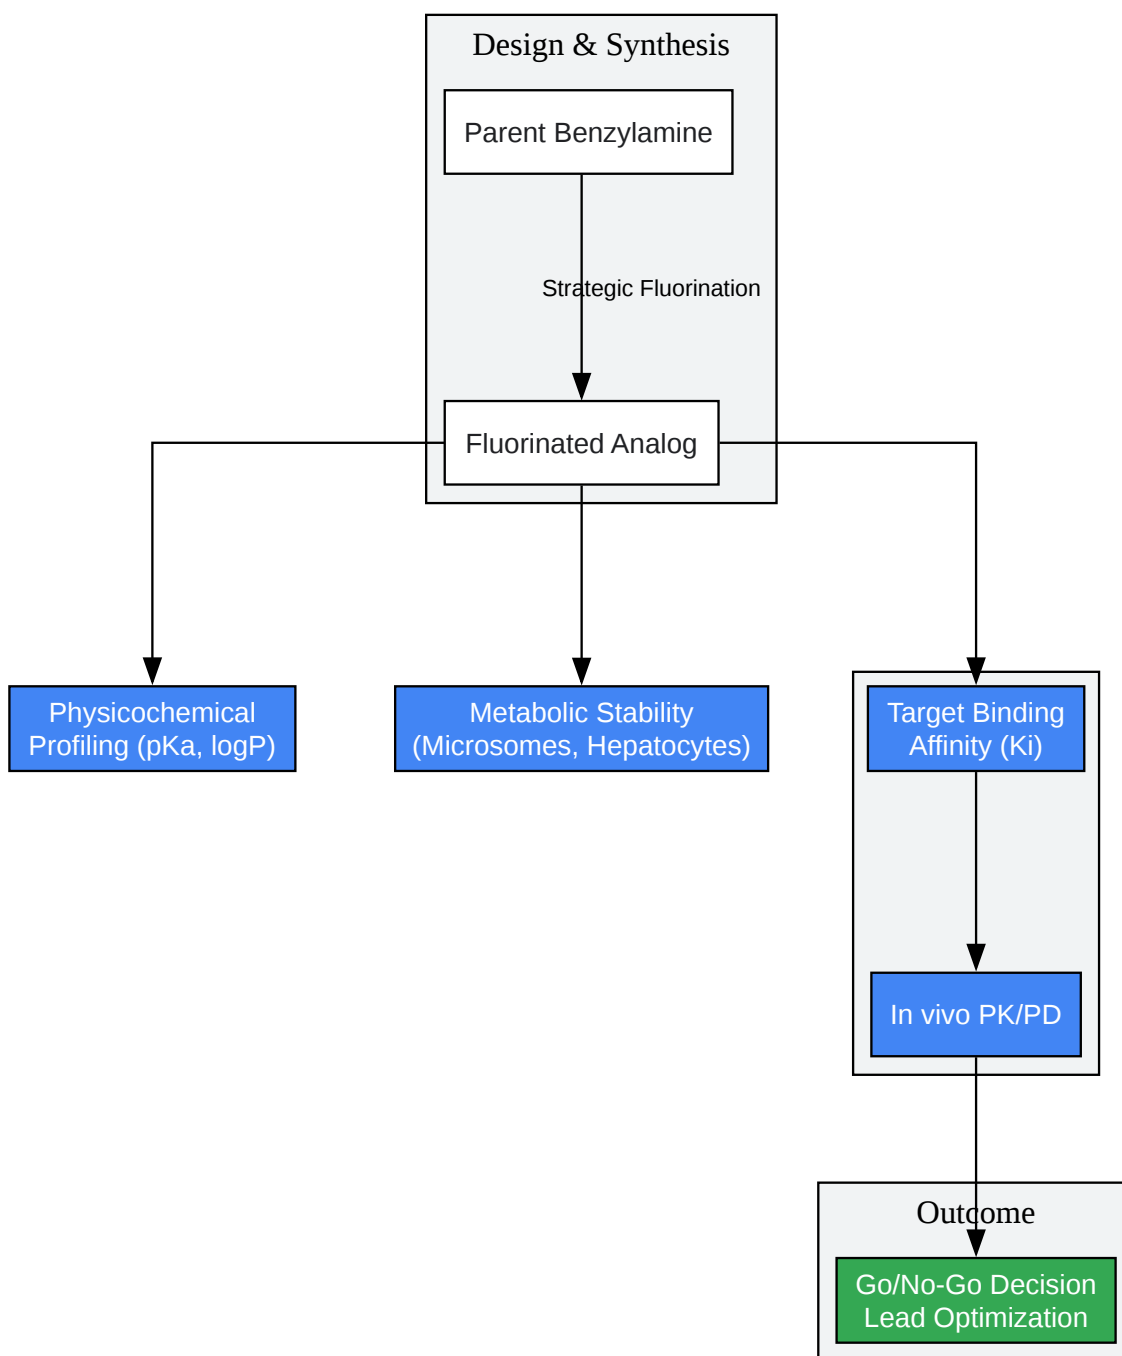 Design & Synthesis
Parent Benzylamine
Strategic Fluorination
Fluorinated Analog
Physicochemical
Profiling (pKa, logP)
Metabolic Stability
(Microsomes, Hepatocytes)
Target Binding
Affinity (Ki)
In vivo PK/PD
Outcome
Go/No-Go Decision
Lead Optimization